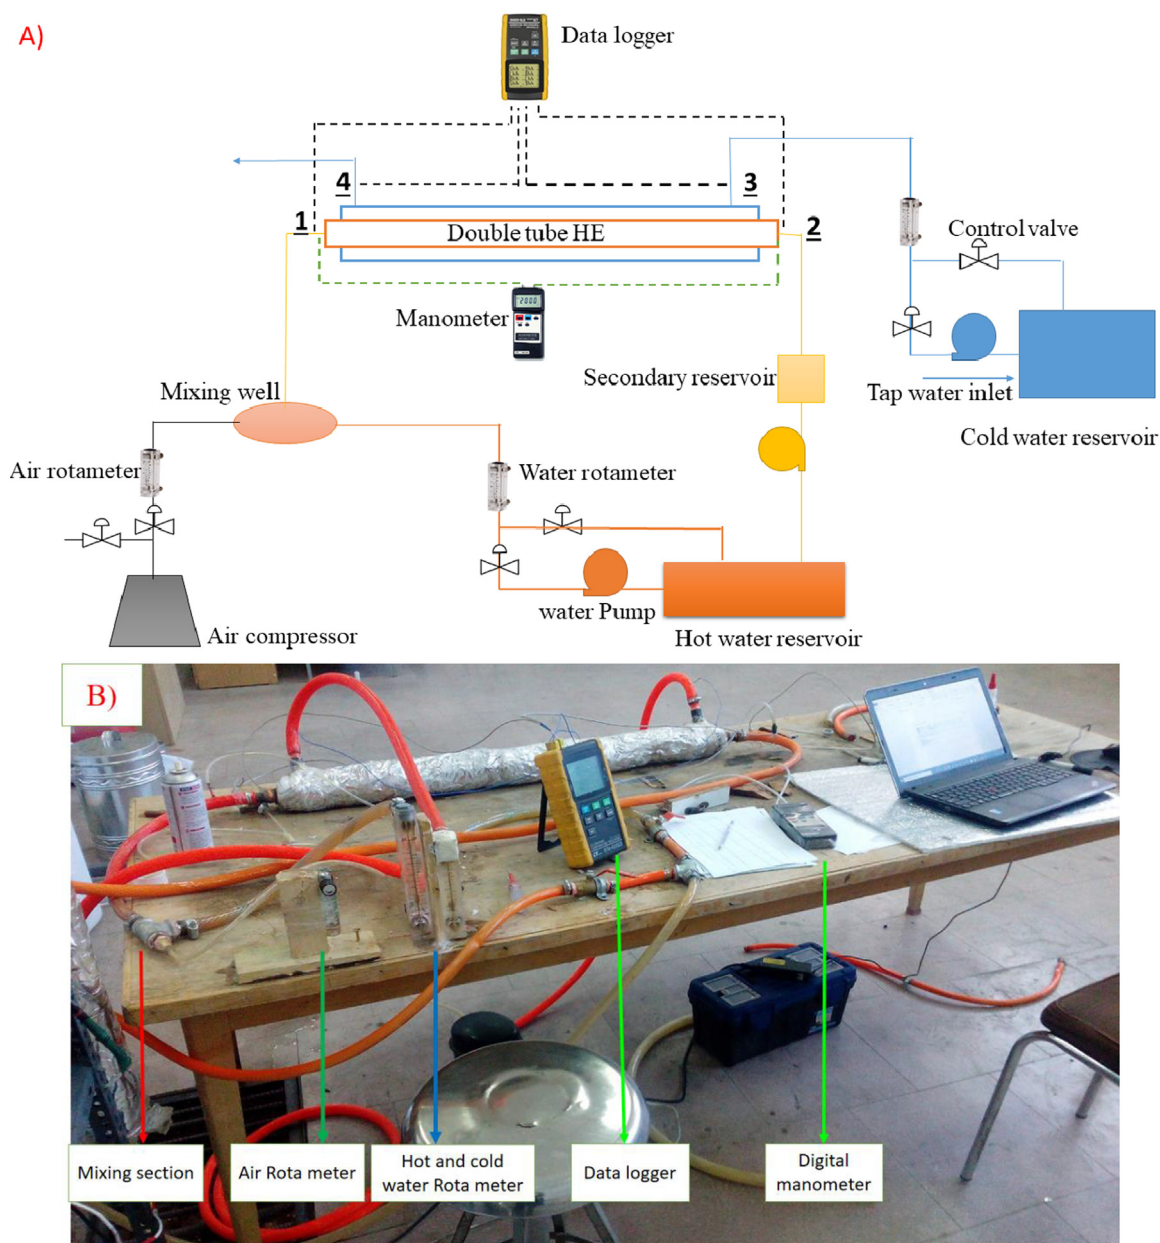 A)
Data logger
4
3
1
Double tube HE
2
Control valve
Manometer
Secondary reservoir
Mixing well
Tap water inlet
Cold water reservoir
Air rotameter
Water rotameter
water Pump
Air compressor
Hot water reservoir
B)
Mixing section
Air Rota meter
Hot and cold
water Rota meter
Data logger
Digital
manometer